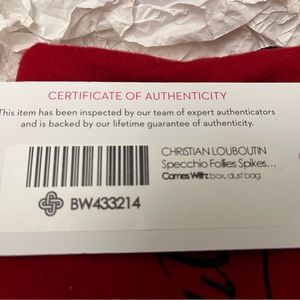 CERTIFICATE OF AUTHENTICITY
This item has been inspected by our team of expert authenticators
and is backed by our lifetime guarantee of authenticity.
CHRISTIAN LOUBOUTIN
Specchio Follies Spikes...
Comes With: box, dust bag
BW433214